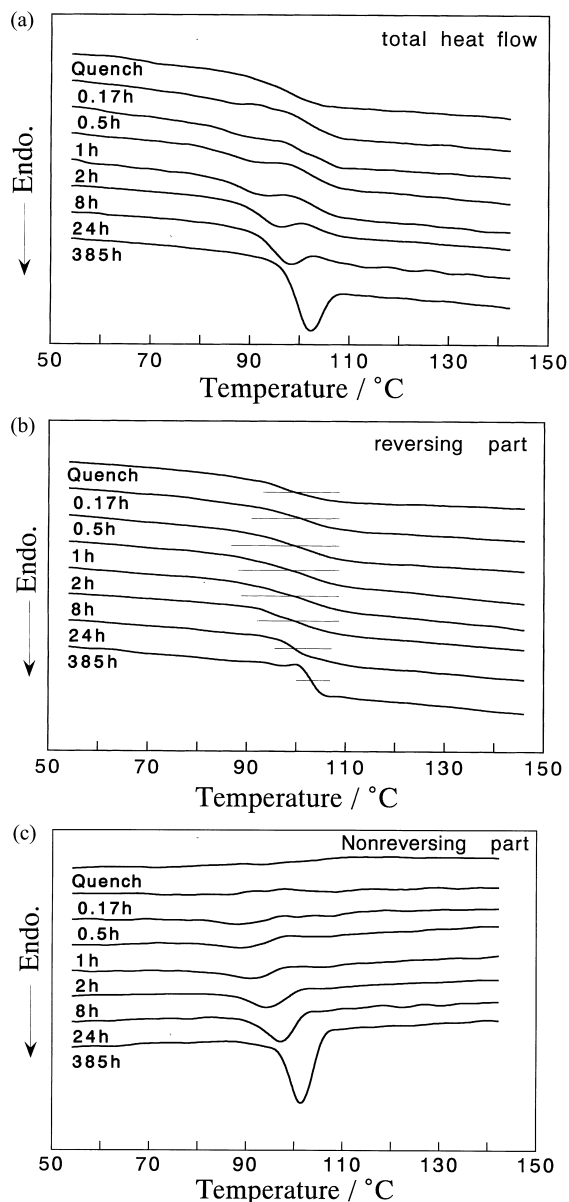 (a)
total heat flow
Quench
0.17h
0.5h
1h
2h
8h
24h
385h
Endo.
50 70 90 110 130 150
Temperature / °C
(b)
reversing part
Quench
0.17h
0.5h
1h
2h
8h
24h
385h
Endo.
50 70 90 110 130 150
Temperature / °C
(c)
Nonreversing part
Quench
0.17h
0.5h
1h
2h
8h
24h
385h
Endo.
50 70 90 110 130 150
Temperature / °C